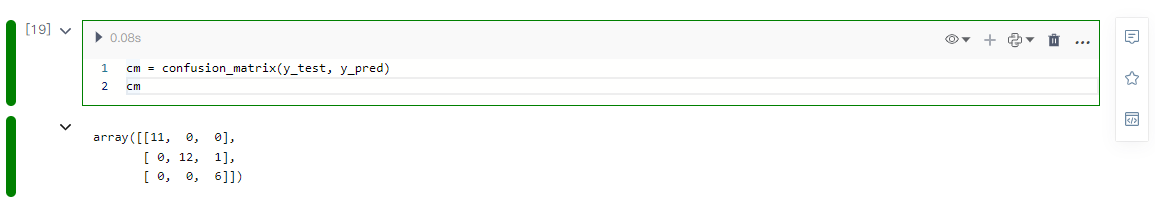 [19]
0.08s
1 cm = confusion_matrix(y_test, y_pred)
2 cm
array([[11,  0,  0],
       [ 0, 12,  1],
       [ 0,  0,  6]])